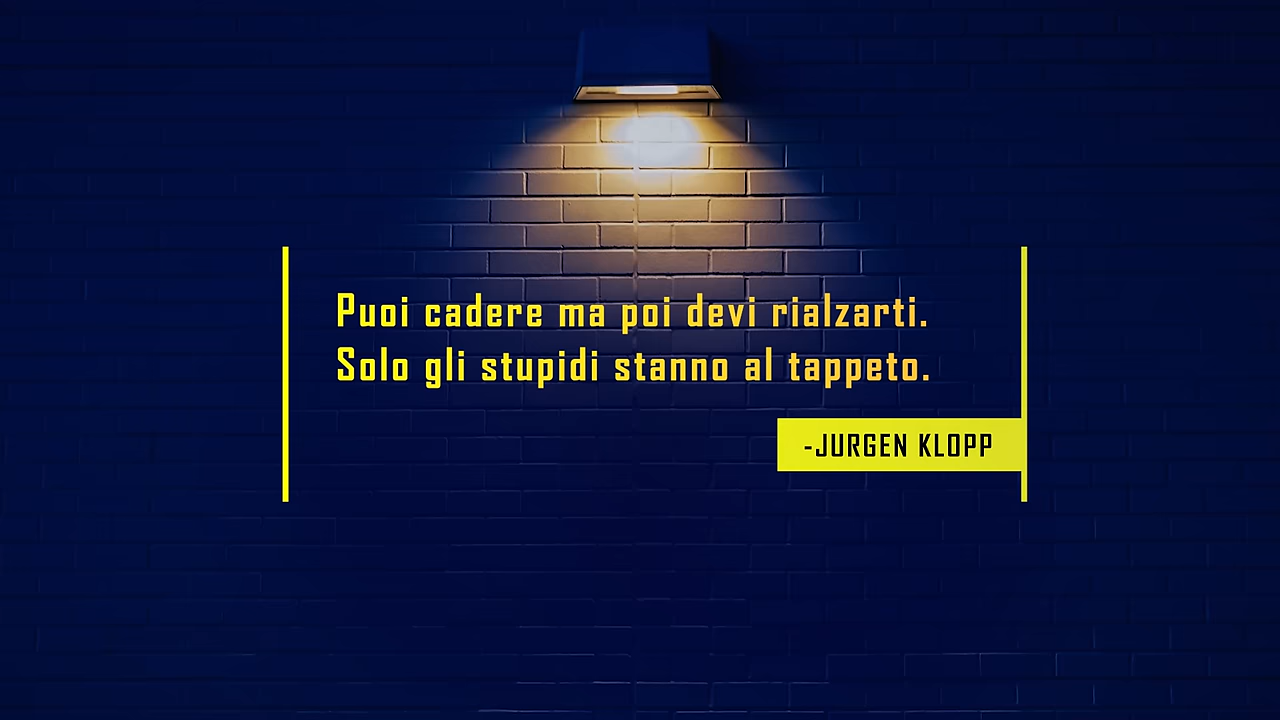 Puoi cadere ma poi devi rialzarti.
Solo gli stupidi stanno al tappeto.
-JURGEN KLOPP